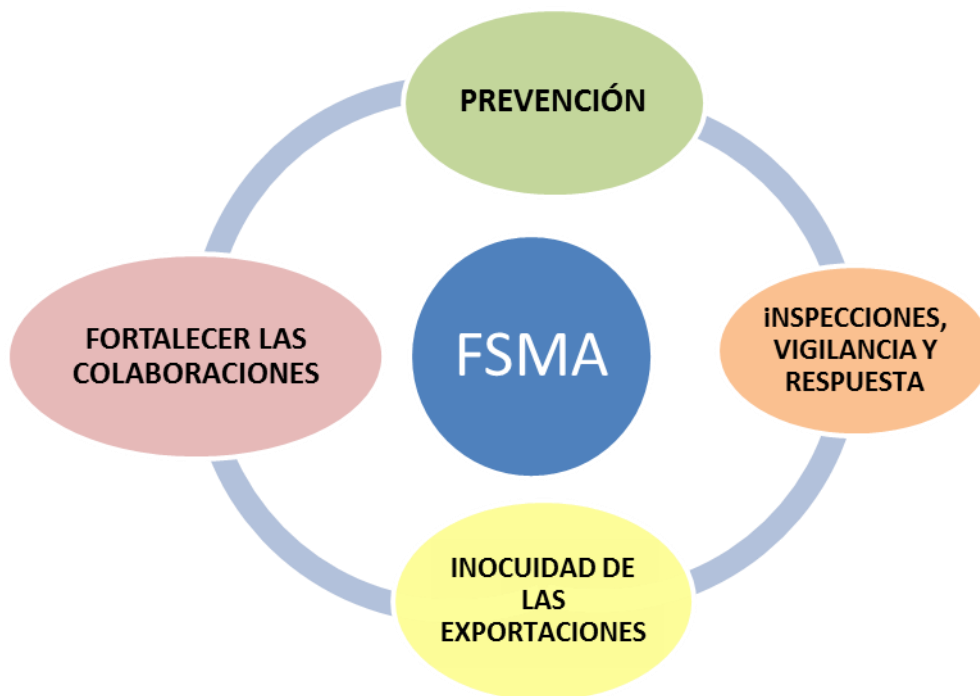 PREVENCIÓN
FSMA
FORTALECER LAS
COLABORACIONES
iNSPECCIONES,
VIGILANCIA Y
RESPUESTA
INOCUIDAD DE
LAS
EXPORTACIONES